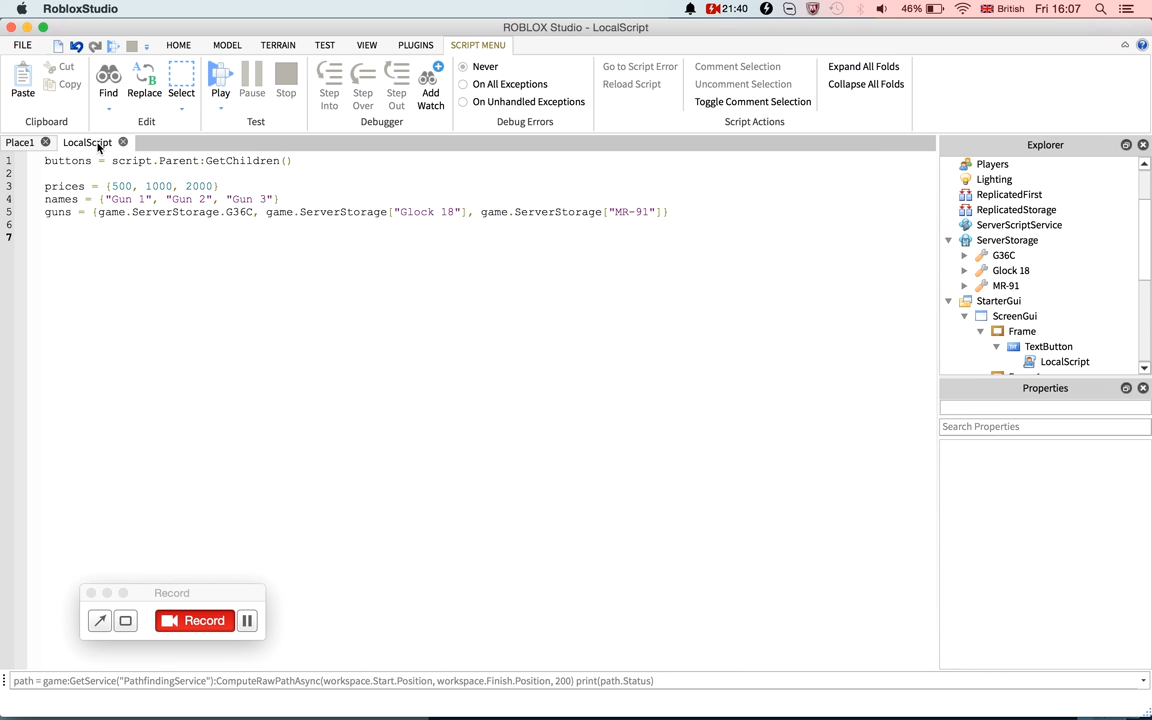 RobloxStudio 21:40 46% British Fri 16:07
ROBLOX Studio - LocalScript
FILE HOME MODEL TERRAIN TEST VIEW PLUGINS SCRIPT MENU
Paste Cut Copy
Clipboard
Find Replace Select
Edit
Play Pause Stop
Test
Step Into Step Over Step Out Add Watch
Debugger
Never
On All Exceptions
On Unhandled Exceptions
Debug Errors
Go to Script Error
Reload Script
Comment Selection
Uncomment Selection
Toggle Comment Selection
Expand All Folds
Collapse All Folds
Script Actions
Place1 LocalScript
1 buttons = script.Parent:GetChildren()
2
3 prices = {500, 1000, 2000}
4 names = {"Gun 1", "Gun 2", "Gun 3"}
5 guns = {game.ServerStorage.G36C, game.ServerStorage["Glock 18"], game.ServerStorage["MR-91"]}
6
7
Explorer
Players
Lighting
ReplicatedFirst
ReplicatedStorage
ServerScriptService
ServerStorage
G36C
Glock 18
MR-91
StarterGui
ScreenGui
Frame
TextButton
LocalScript
Properties
Search Properties
Record
Record
path = game:GetService("PathfindingService"):ComputeRawPathAsync(workspace.Start.Position, workspace.Finish.Position, 200) print(path.Status)